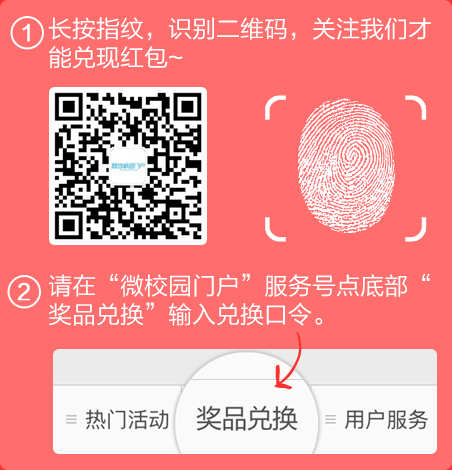 ① 长按指纹，识别二维码，关注我们才
能兑现红包~
② 请在“微校园门户”服务号点底部“
奖品兑换”输入兑换口令。
≡ 热门活动 奖品兑换 ≡ 用户服务